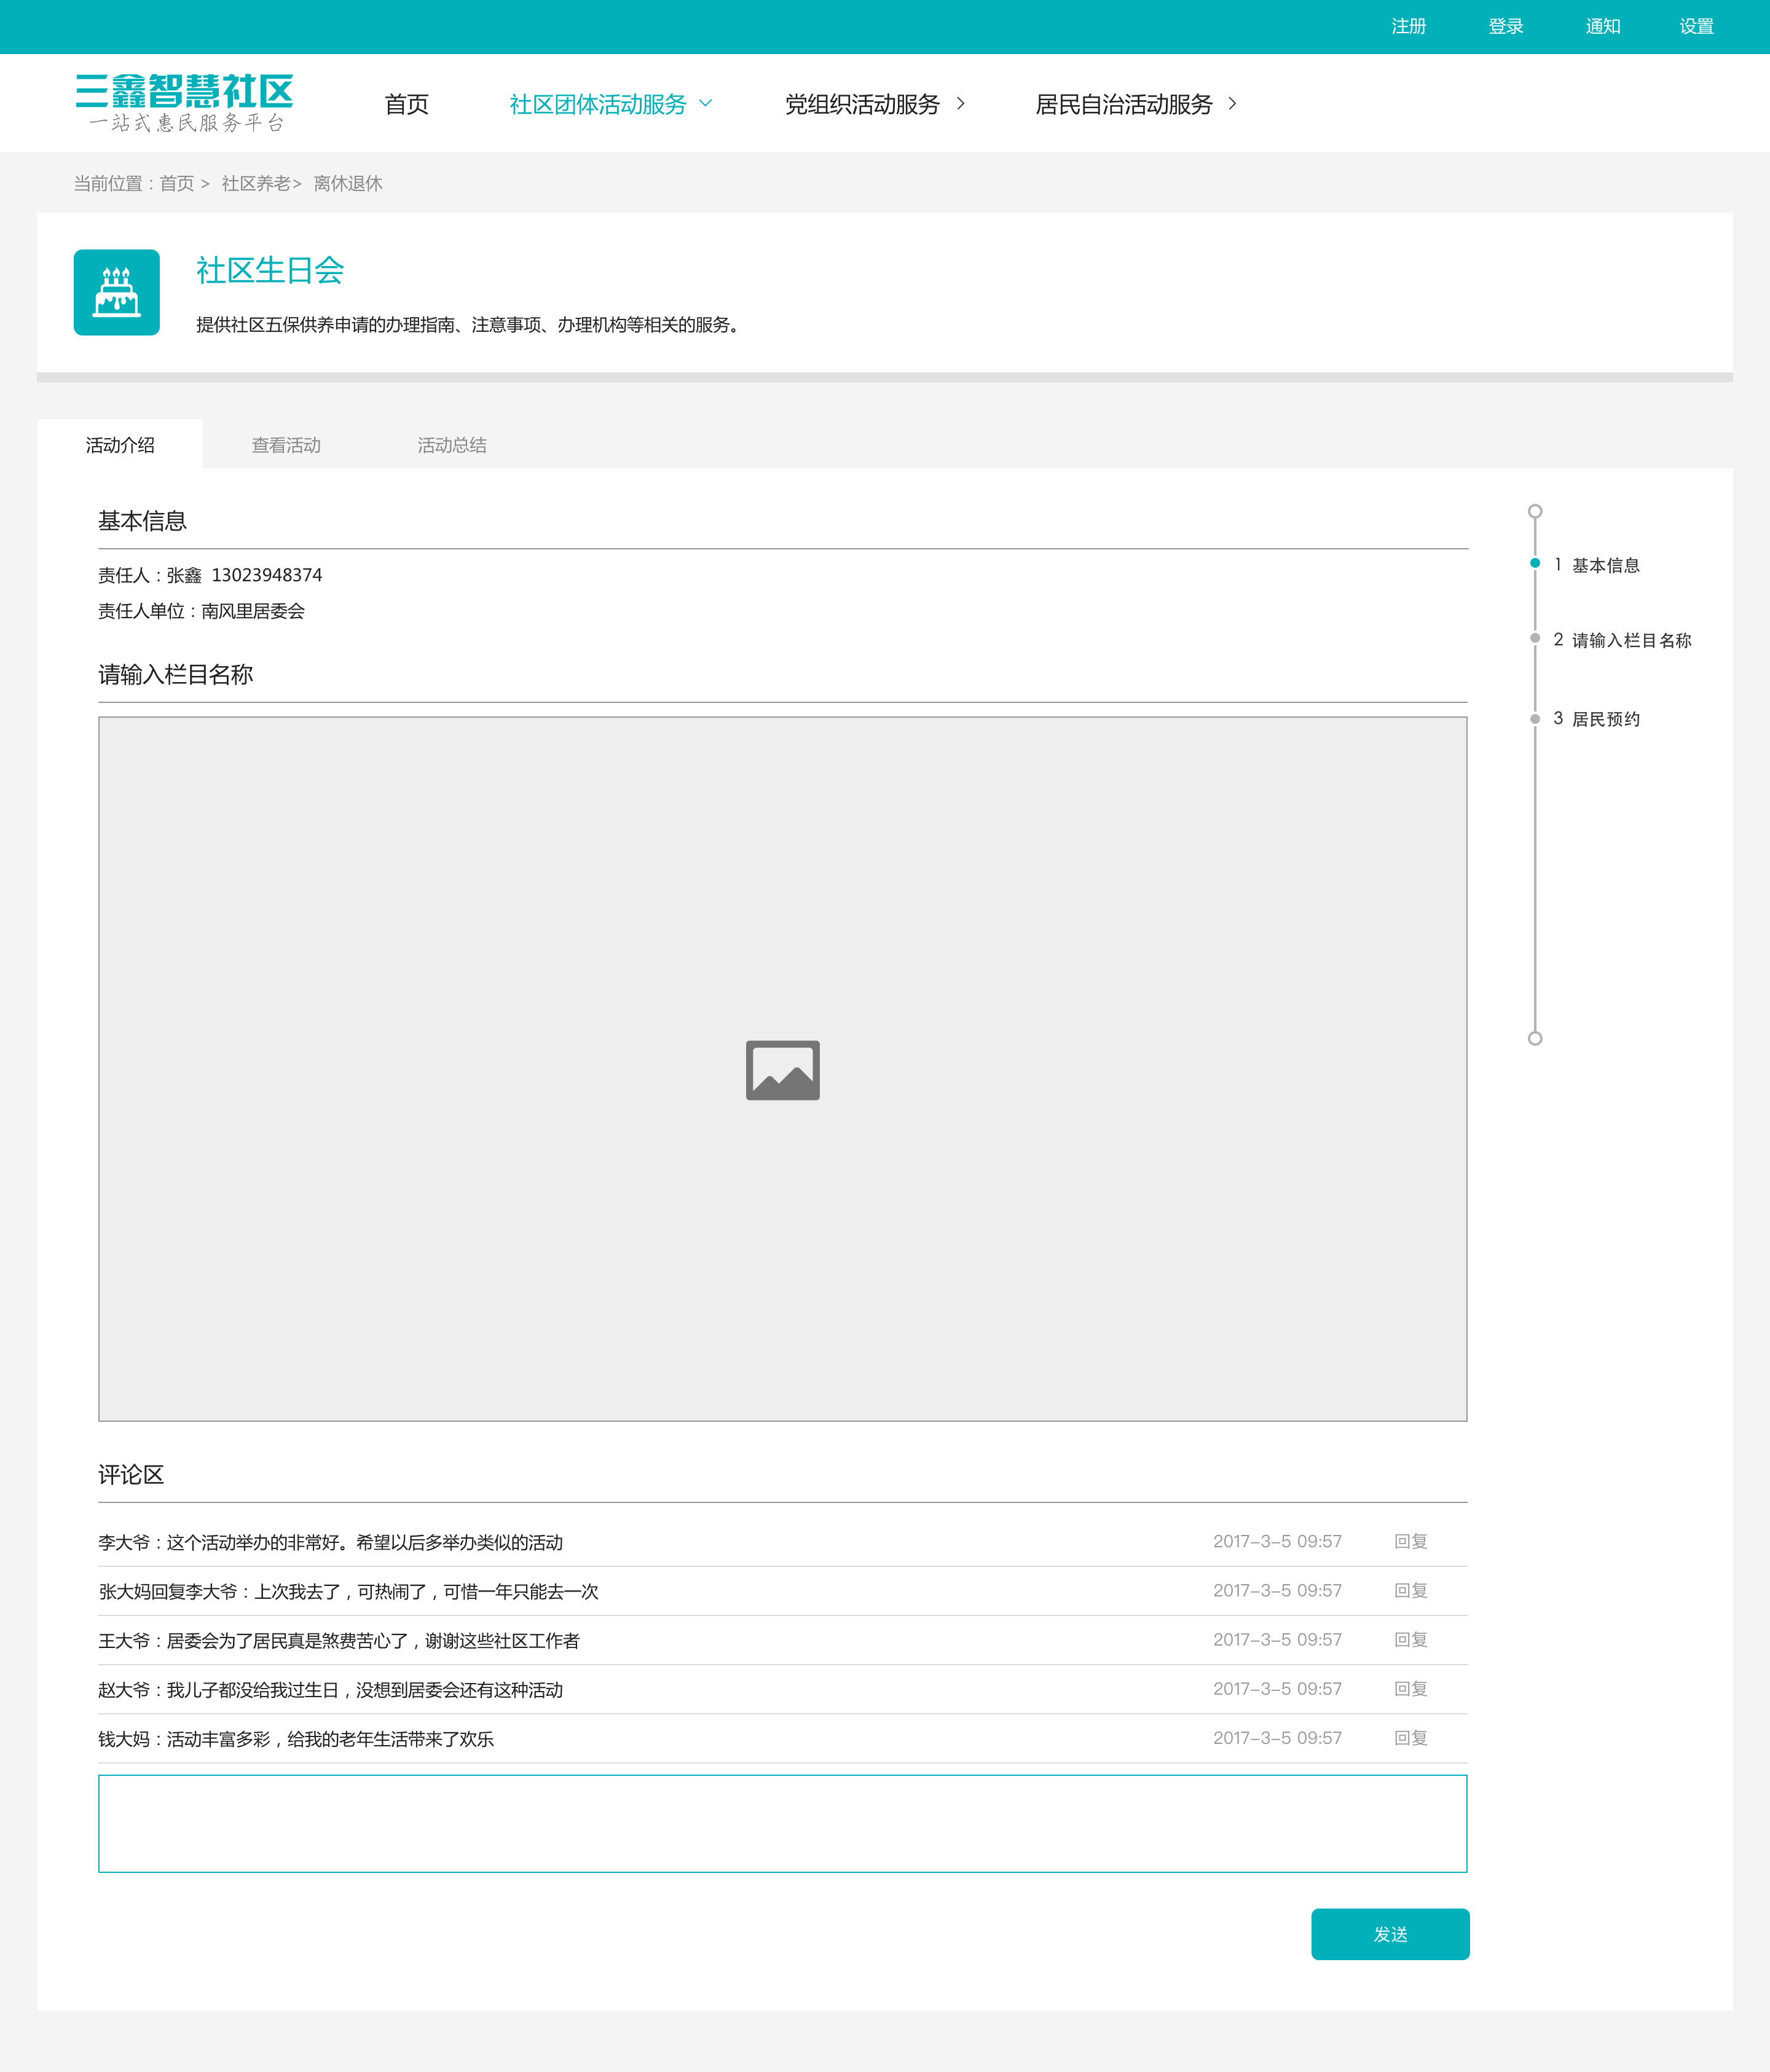 注册 登录 通知 设置
三鑫智慧社区
一站式惠民服务平台
首页 社区团体活动服务 党组织活动服务 居民自治活动服务
当前位置：首页 > 社区养老> 离休退休
社区生日会
提供社区五保供养申请的办理指南、注意事项、办理机构等相关的服务。
活动介绍 查看活动 活动总结
基本信息
责任人：张鑫 13023948374
责任人单位：南风里居委会
请输入栏目名称
1 基本信息
2 请输入栏目名称
3 居民预约
评论区
李大爷：这个活动举办的非常好。希望以后多举办类似的活动 2017-3-5 09:57 回复
张大妈回复李大爷：上次我去了，可热闹了，可惜一年只能去一次 2017-3-5 09:57 回复
王大爷：居委会为了居民真是煞费苦心了，谢谢这些社区工作者 2017-3-5 09:57 回复
赵大爷：我儿子都没给我过生日，没想到居委会还有这种活动 2017-3-5 09:57 回复
钱大妈：活动丰富多彩，给我的老年生活带来了欢乐 2017-3-5 09:57 回复
发送